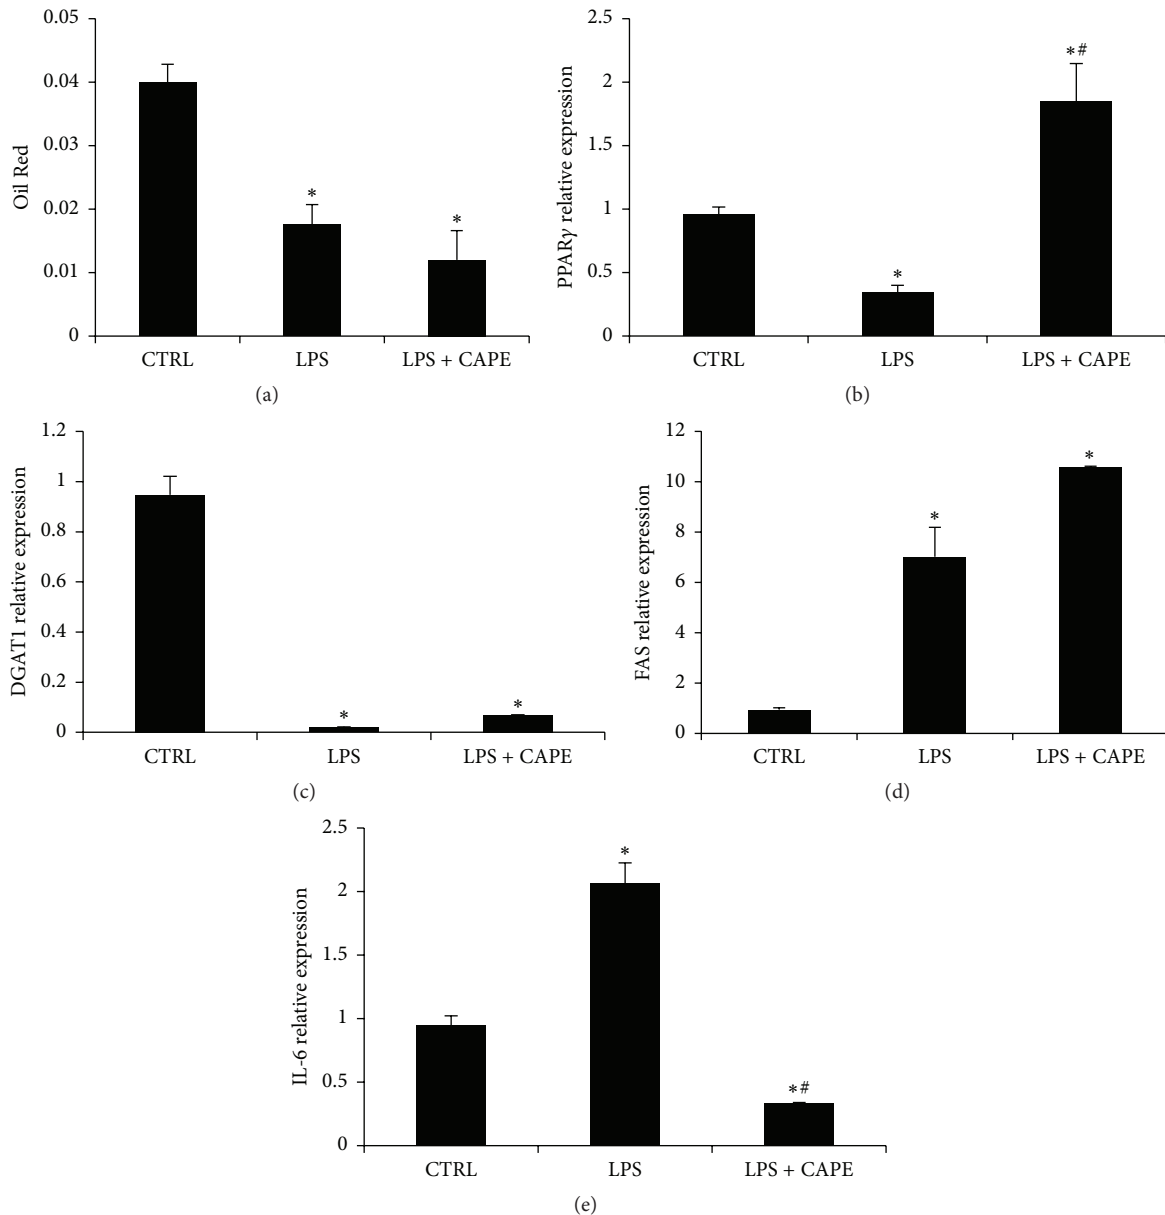 0.05
0.04
0.03
0.02
0.01
0
Oil Red
*
*
CTRL
LPS
LPS + CAPE
(a)
2.5
2
1.5
1
0.5
0
PPARγ relative expression
*
*#
CTRL
LPS
LPS + CAPE
(b)
1.2
1
0.8
0.6
0.4
0.2
0
DGAT1 relative expression
*
*
CTRL
LPS
LPS + CAPE
(c)
12
10
8
6
4
2
0
FAS relative expression
*
*
CTRL
LPS
LPS + CAPE
(d)
2.5
2
1.5
1
0.5
0
IL-6 relative expression
*
*#
CTRL
LPS
LPS + CAPE
(e)